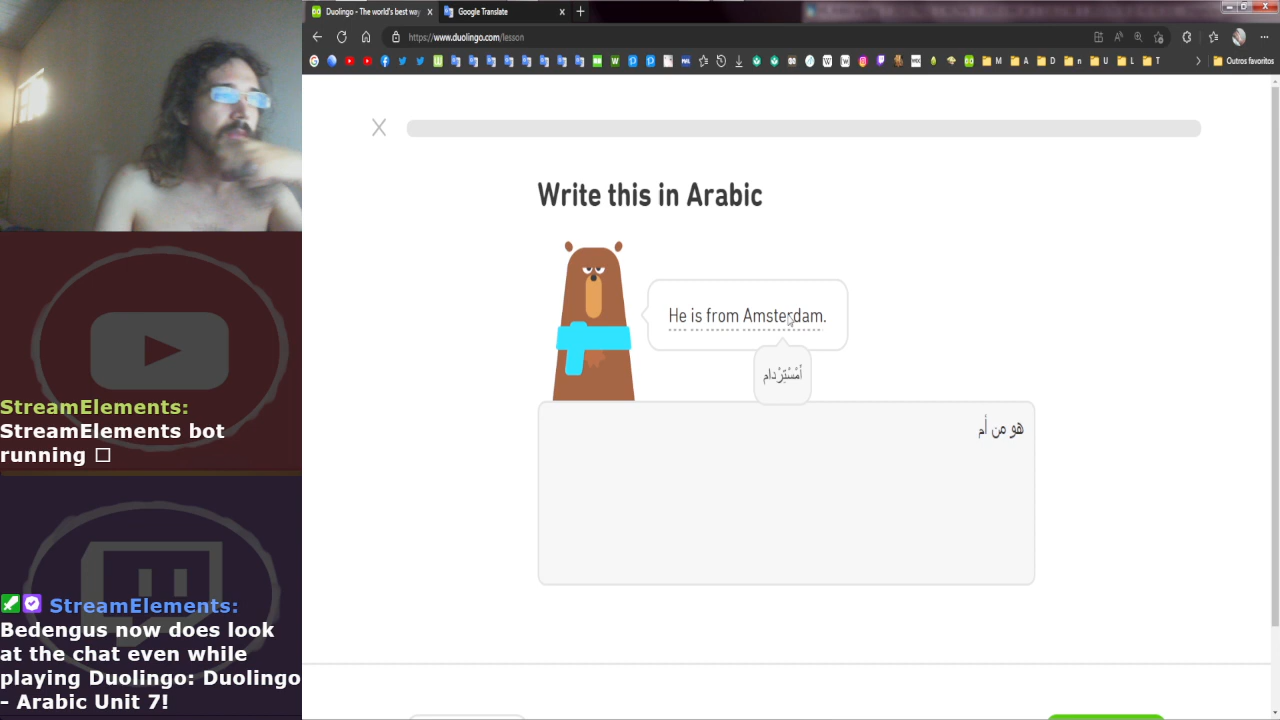 Duolingo - The world's best way
Google Translate
https://www.duolingo.com/lesson
M
A
D
n
U
L
T
Outros favoritos
Write this in Arabic
He is from Amsterdam.
أَمْسْتِرْدام
هو من أم
StreamElements:
StreamElements bot
running □
StreamElements:
Bedengus now does look
at the chat even while
playing Duolingo: Duolingo
- Arabic Unit 7!